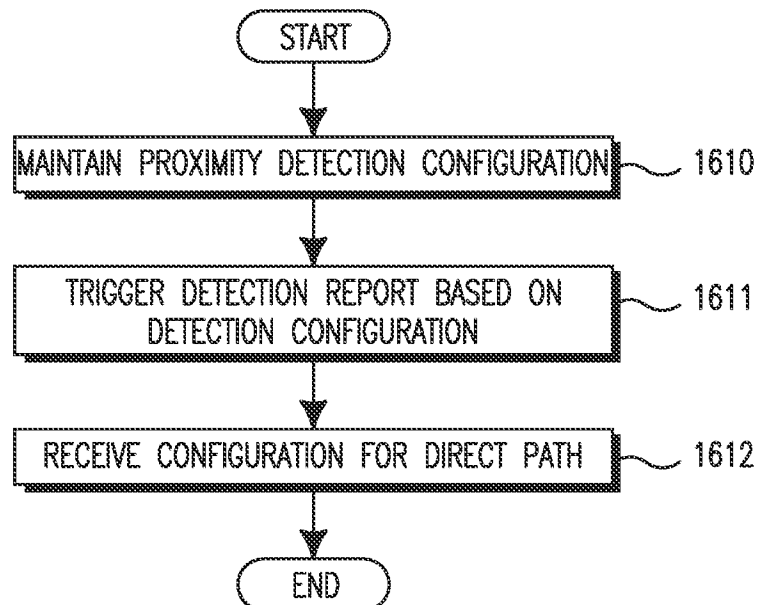 START
MAINTAIN PROXIMITY DETECTION CONFIGURATION
1610
TRIGGER DETECTION REPORT BASED ON
DETECTION CONFIGURATION
1611
RECEIVE CONFIGURATION FOR DIRECT PATH
1612
END